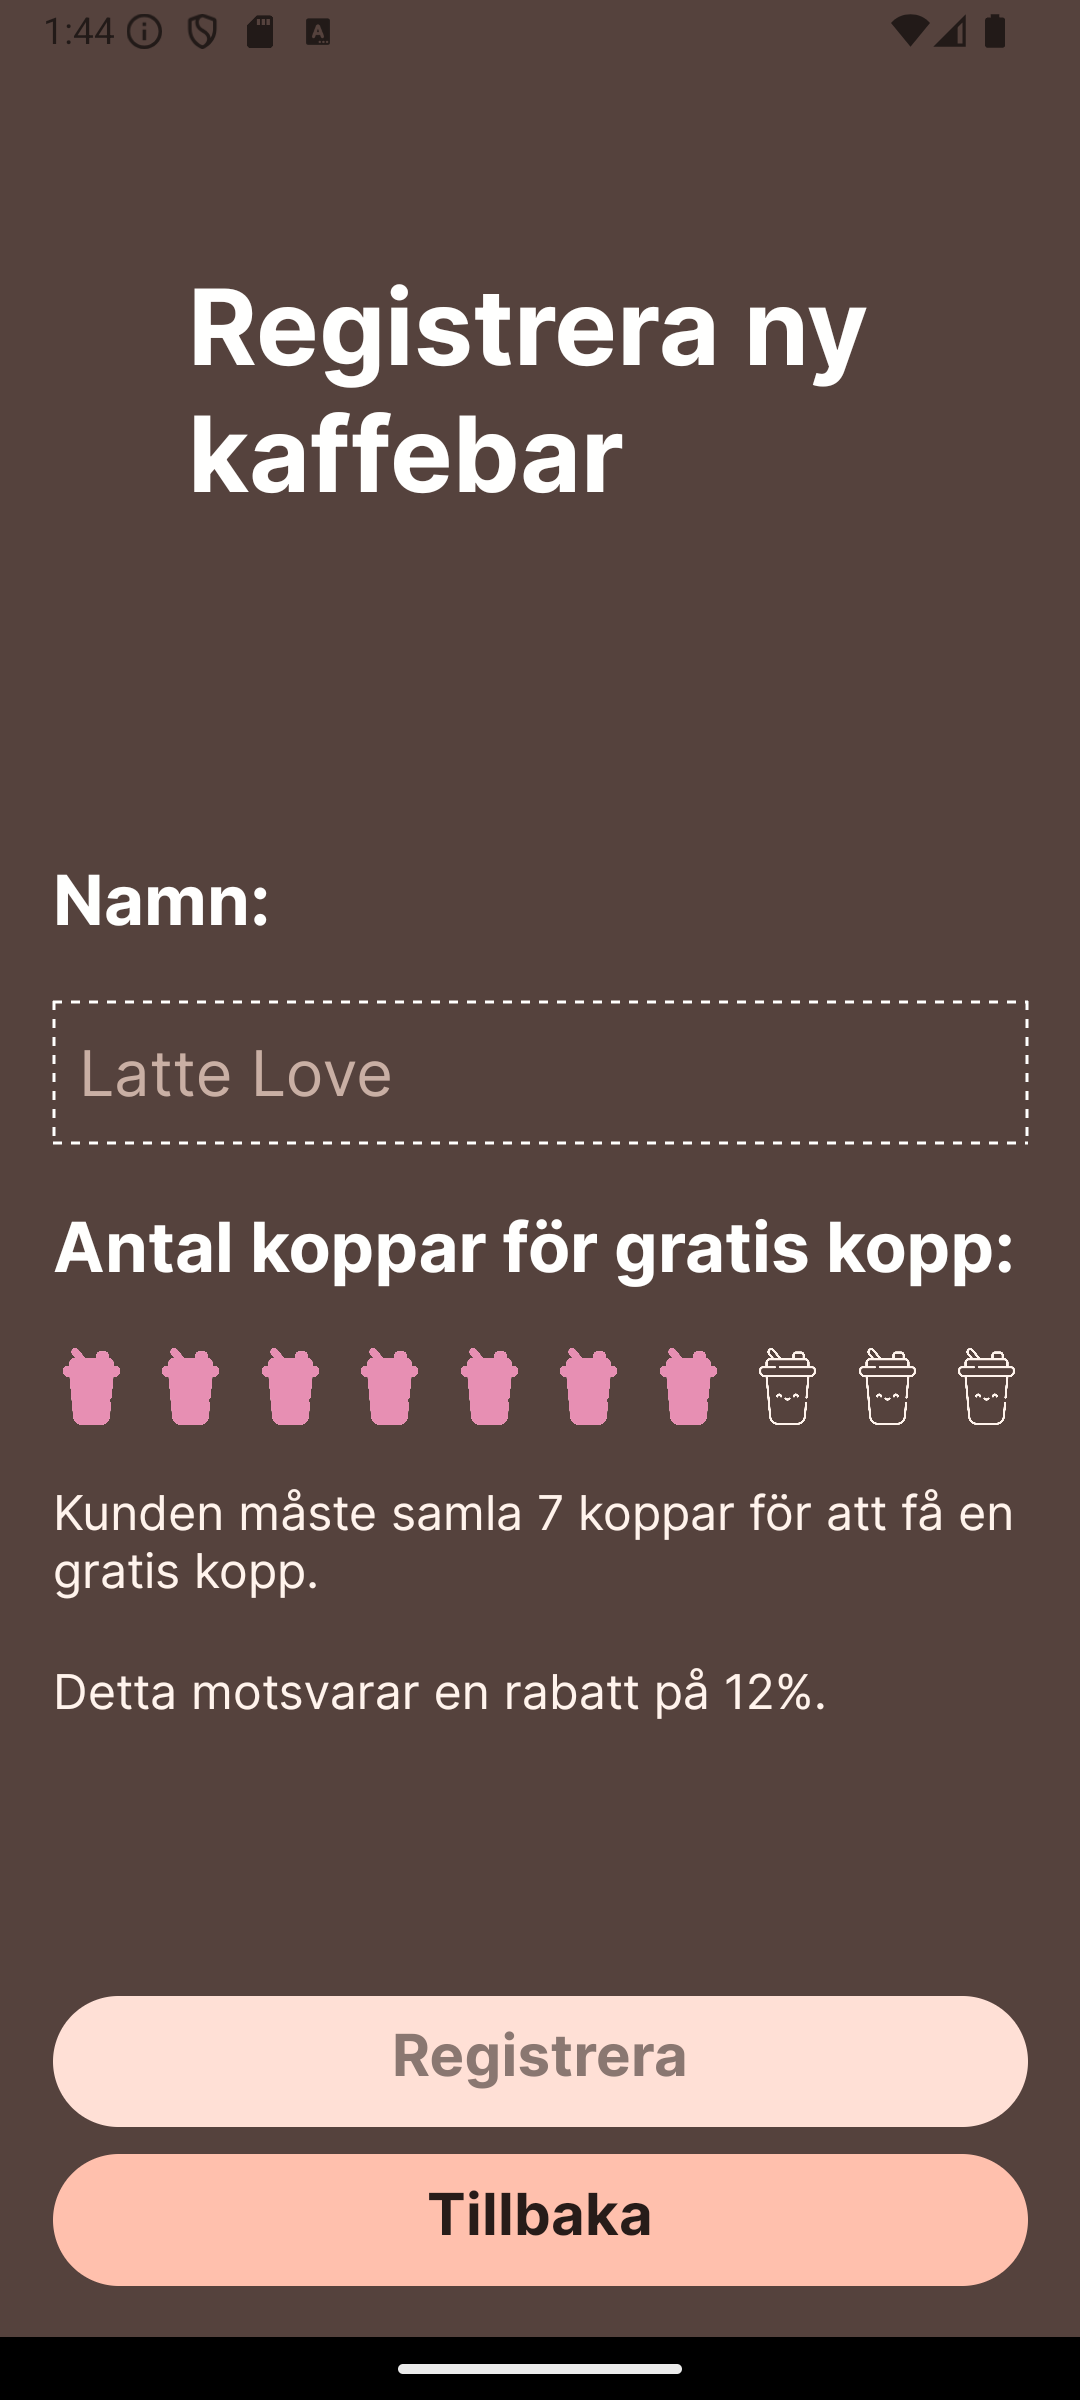 1:44
Registrera ny
kaffebar
Namn:
Latte Love
Antal koppar för gratis kopp:
Kunden måste samla 7 koppar för att få en
gratis kopp.
Detta motsvarar en rabatt på 12%.
Registrera
Tillbaka